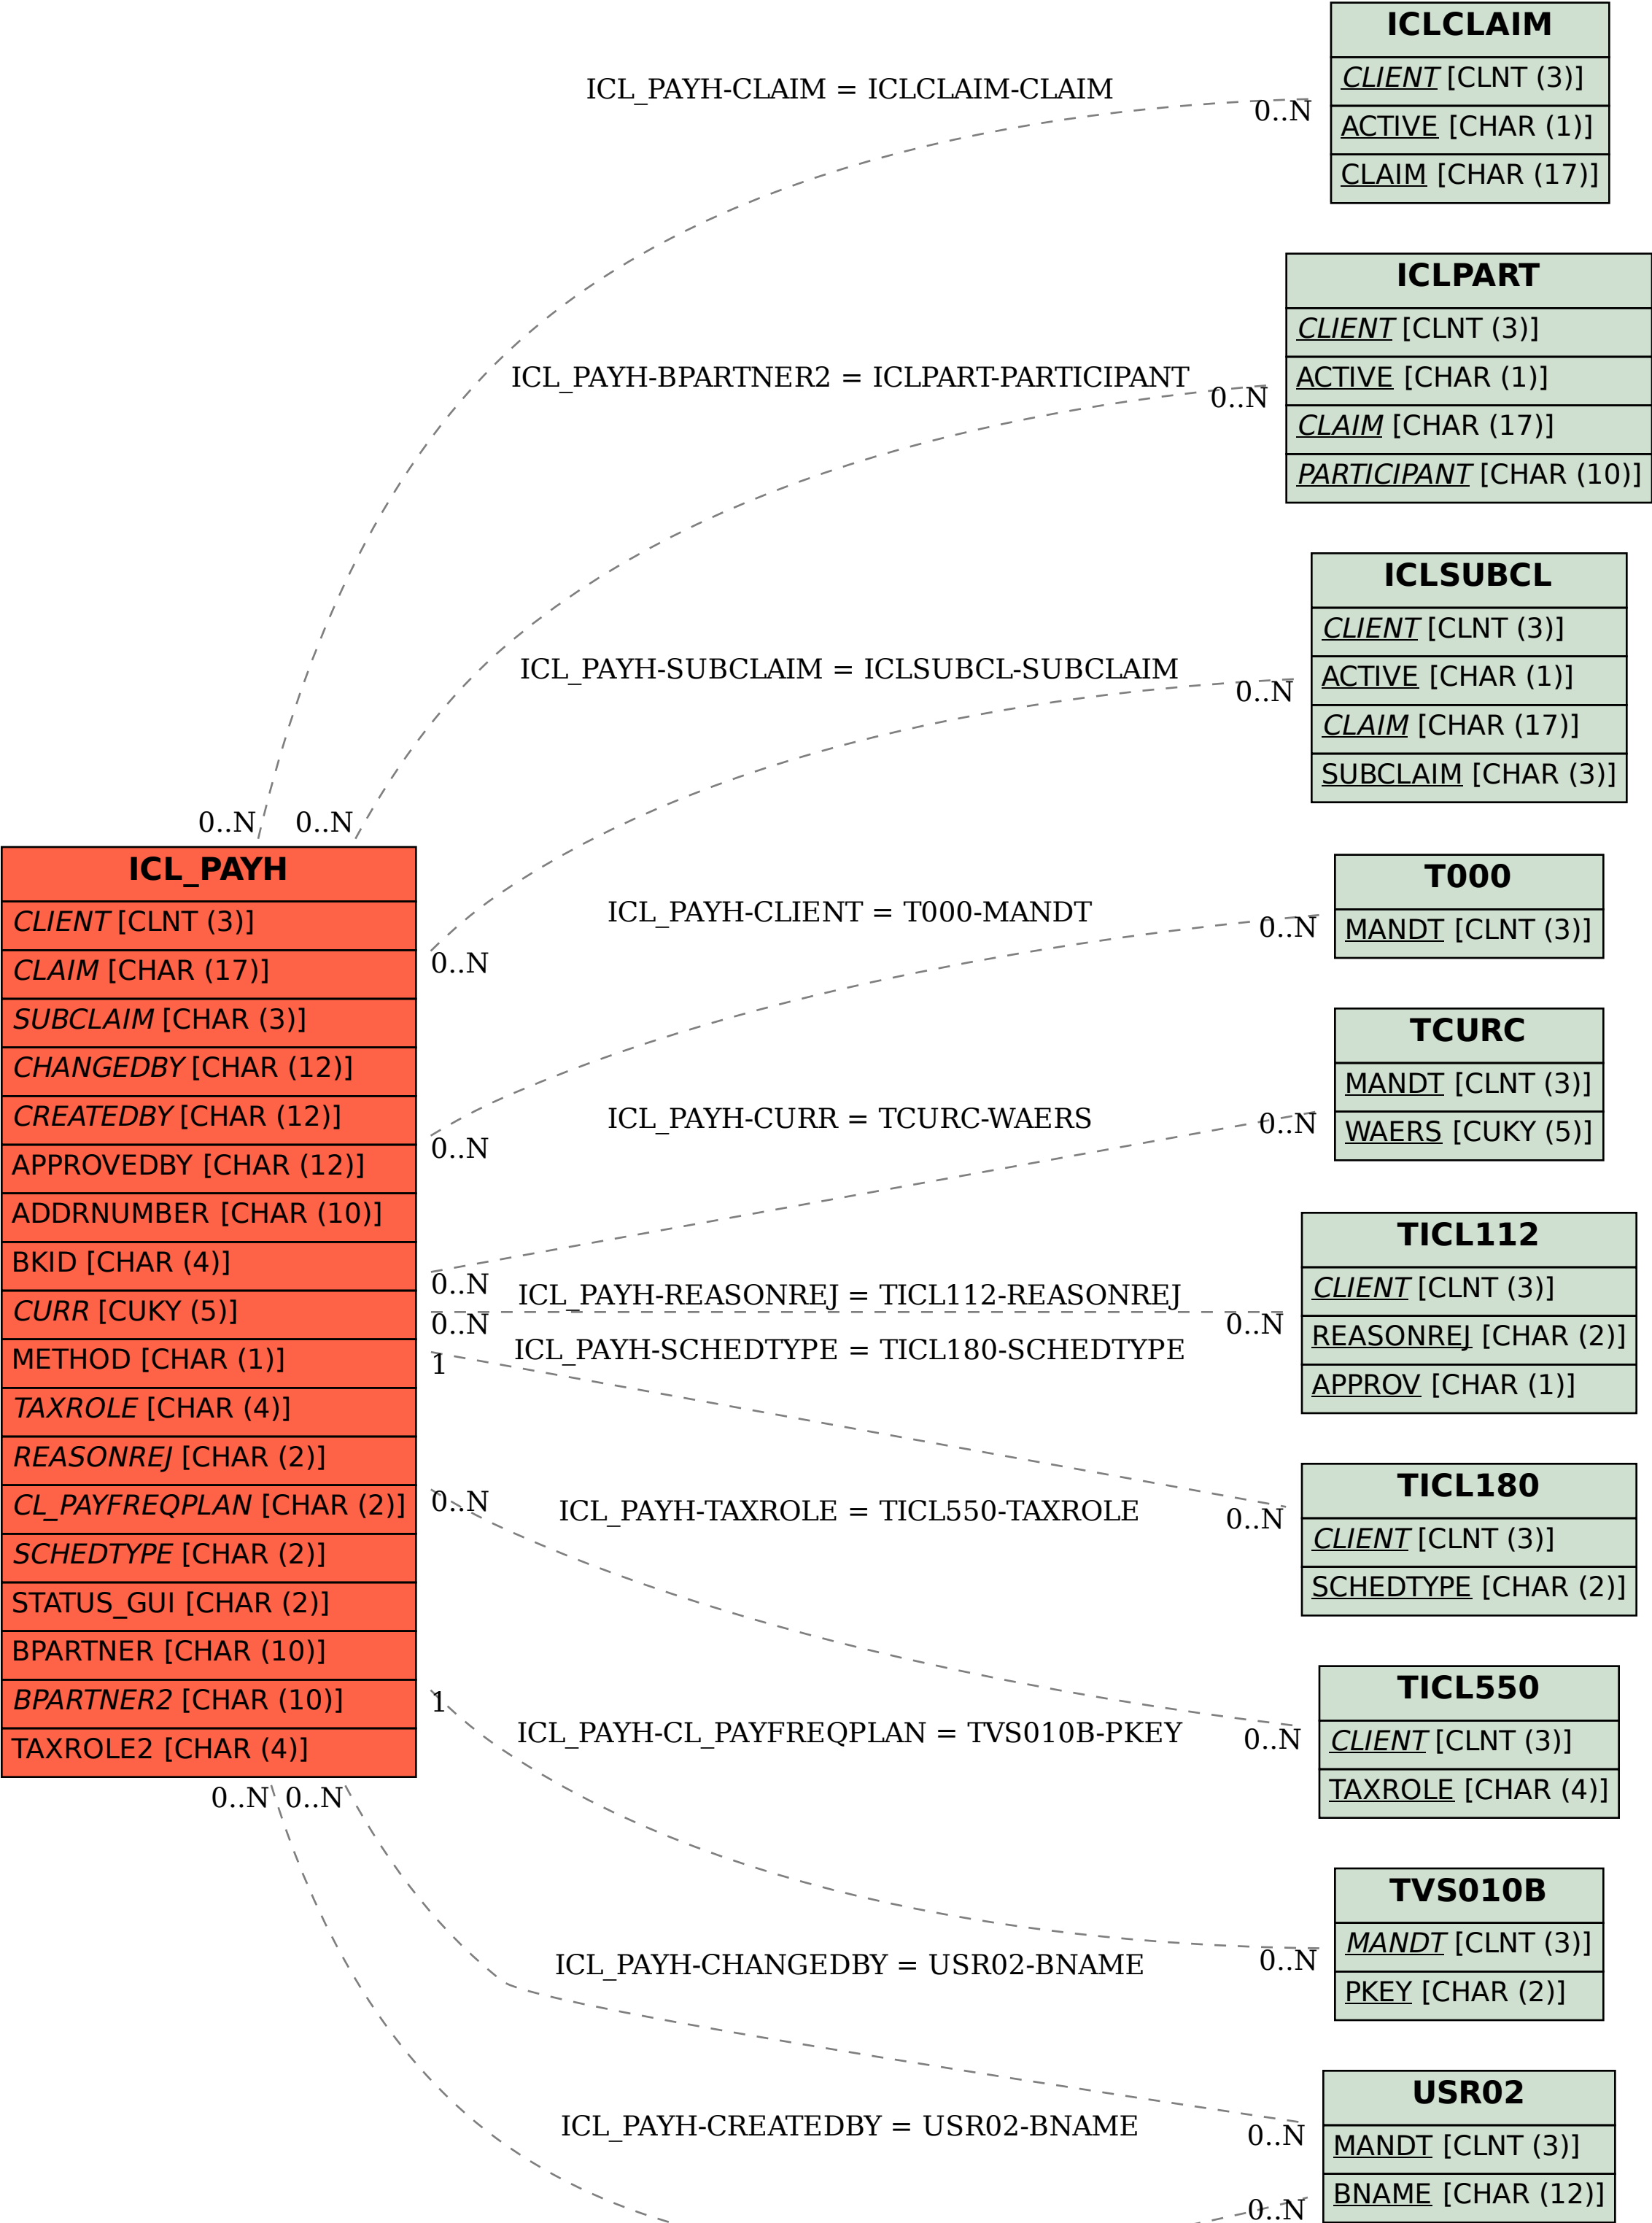 ICLCLAIM
CLIENT [CLNT (3)]
ACTIVE [CHAR (1)]
CLAIM [CHAR (17)]
ICL_PAYH-CLAIM = ICLCLAIM-CLAIM
0..N
ICLPART
CLIENT [CLNT (3)]
ACTIVE [CHAR (1)]
CLAIM [CHAR (17)]
PARTICIPANT [CHAR (10)]
ICL_PAYH-BPARTNER2 = ICLPART-PARTICIPANT
0..N
ICLSUBCL
CLIENT [CLNT (3)]
ACTIVE [CHAR (1)]
CLAIM [CHAR (17)]
SUBCLAIM [CHAR (3)]
ICL_PAYH-SUBCLAIM = ICLSUBCL-SUBCLAIM
0..N
0..N
0..N
ICL_PAYH
CLIENT [CLNT (3)]
CLAIM [CHAR (17)]
SUBCLAIM [CHAR (3)]
CHANGEDBY [CHAR (12)]
CREATEDBY [CHAR (12)]
APPROVEDBY [CHAR (12)]
ADDRNUMBER [CHAR (10)]
BKID [CHAR (4)]
CURR [CUKY (5)]
METHOD [CHAR (1)]
TAXROLE [CHAR (4)]
REASONREJ [CHAR (2)]
CL_PAYFREQPLAN [CHAR (2)]
SCHEDTYPE [CHAR (2)]
STATUS_GUI [CHAR (2)]
BPARTNER [CHAR (10)]
BPARTNER2 [CHAR (10)]
TAXROLE2 [CHAR (4)]
0..N
ICL_PAYH-CLIENT = T000-MANDT
0..N
T000
MANDT [CLNT (3)]
0..N
ICL_PAYH-CURR = TCURC-WAERS
0..N
TCURC
MANDT [CLNT (3)]
WAERS [CUKY (5)]
0..N
ICL_PAYH-REASONREJ = TICL112-REASONREJ
0..N
0..N
TICL112
CLIENT [CLNT (3)]
REASONREJ [CHAR (2)]
APPROV [CHAR (1)]
ICL_PAYH-SCHEDTYPE = TICL180-SCHEDTYPE
1
0..N
TICL180
CLIENT [CLNT (3)]
SCHEDTYPE [CHAR (2)]
0..N
ICL_PAYH-TAXROLE = TICL550-TAXROLE
0..N
TICL550
CLIENT [CLNT (3)]
TAXROLE [CHAR (4)]
1
ICL_PAYH-CL_PAYFREQPLAN = TVS010B-PKEY
0..N
TVS010B
MANDT [CLNT (3)]
PKEY [CHAR (2)]
0..N
0..N
ICL_PAYH-CHANGEDBY = USR02-BNAME
0..N
USR02
MANDT [CLNT (3)]
BNAME [CHAR (12)]
ICL_PAYH-CREATEDBY = USR02-BNAME
0..N